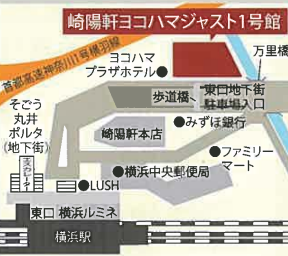 崎陽軒ヨコハマジャスト1号館
万里橋
首都高速神奈川1号横羽線
ヨコハマ
プラザホテル
歩道橋
東口地下街
駐車場入口
そごう
丸井
ポルタ
(地下街)
崎陽軒本店
みずほ銀行
ファミリー
マート
横浜中央郵便局
LUSH
東口 横浜ルミネ
横浜駅